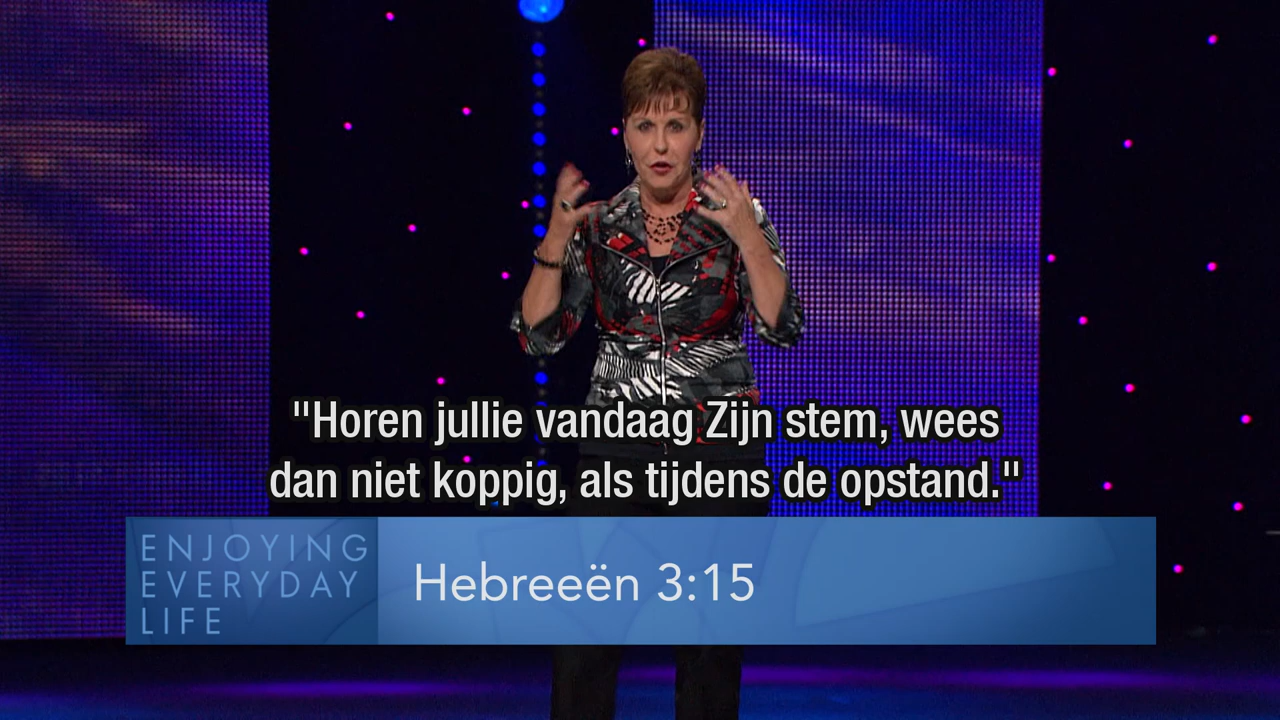 "Horen jullie vandaag Zijn stem, wees
dan niet koppig, als tijdens de opstand."
ENJOYING
EVERYDAY
LIFE
Hebreeën 3:15